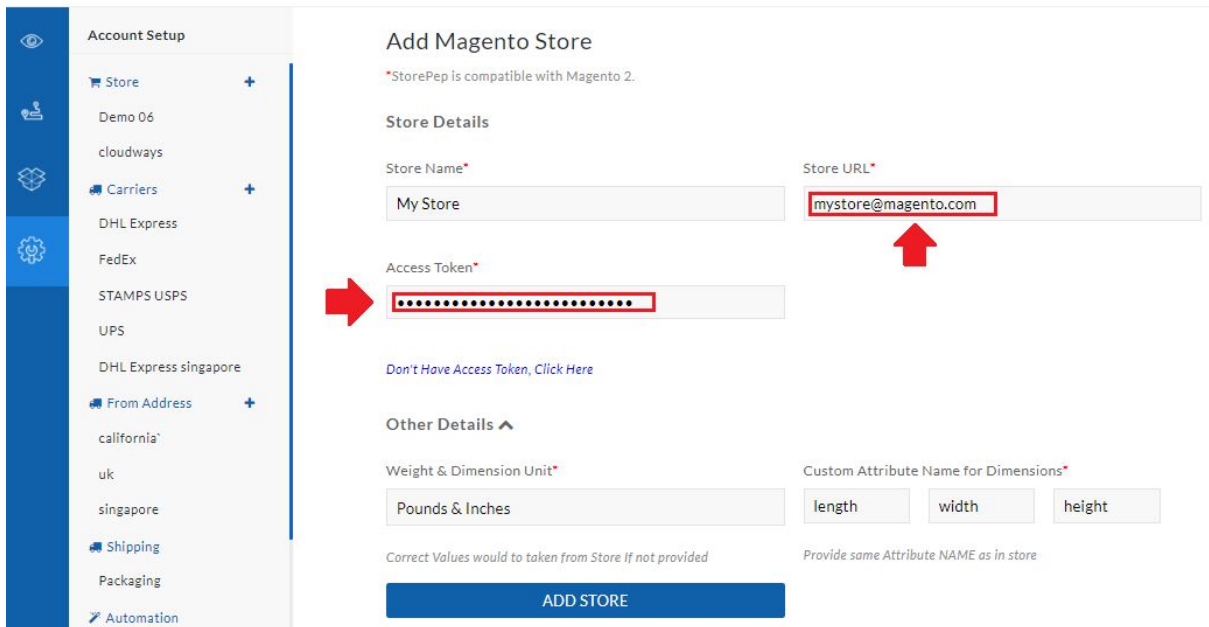 Account Setup
Store +
Demo 06
cloudways
Carriers +
DHL Express
FedEx
STAMPS USPS
UPS
DHL Express singapore
From Address +
california`
uk
singapore
Shipping
Packaging
Automation
Add Magento Store
*StorePep is compatible with Magento 2.
Store Details
Store Name*
My Store
Store URL*
mystore@magento.com
Access Token*
••••••••••••••••••••••••••
Don't Have Access Token, Click Here
Other Details
Weight & Dimension Unit*
Pounds & Inches
Correct Values would to taken from Store If not provided
Custom Attribute Name for Dimensions*
length width height
Provide same Attribute NAME as in store
ADD STORE